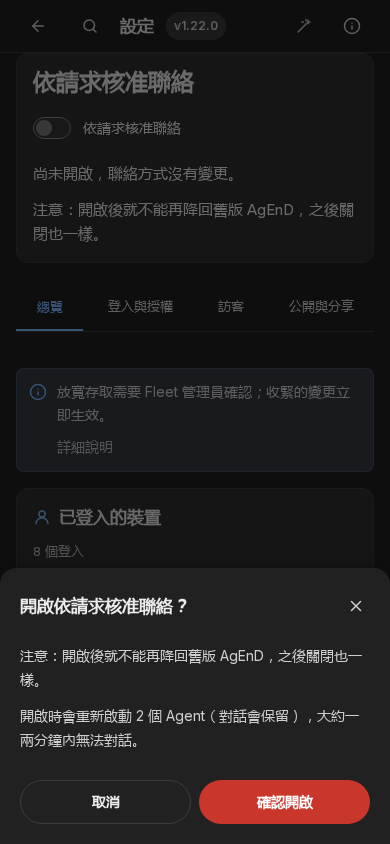 設定 v1.22.0
依請求核准聯絡
依請求核准聯絡
尚未開啟，聯絡方式沒有變更。
注意：開啟後就不能再降回舊版 AgEnD，之後關
閉也一樣。
總覽 登入與授權 訪客 公開與分享
放寬存取需要 Fleet 管理員確認；收緊的變更立
即生效。
詳細說明
已登入的裝置
8 個登入
開啟依請求核准聯絡？
注意：開啟後就不能再降回舊版 AgEnD，之後關閉也一
樣。
開啟時會重新啟動 2 個 Agent（對話會保留），大約一
兩分鐘內無法對話。
取消 確認開啟